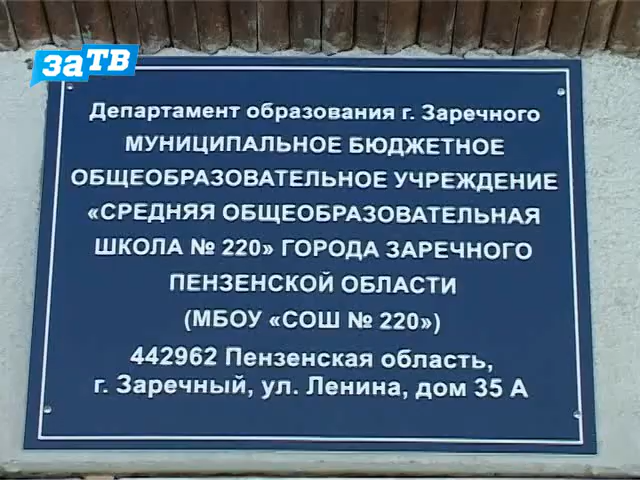 заТВ
Департамент образования г. Заречного
МУНИЦИПАЛЬНОЕ БЮДЖЕТНОЕ
ОБЩЕОБРАЗОВАТЕЛЬНОЕ УЧРЕЖДЕНИЕ
«СРЕДНЯЯ ОБЩЕОБРАЗОВАТЕЛЬНАЯ
ШКОЛА № 220» ГОРОДА ЗАРЕЧНОГО
ПЕНЗЕНСКОЙ ОБЛАСТИ
(МБОУ «СОШ № 220»)
442962 Пензенская область,
г. Заречный, ул. Ленина, дом 35 А